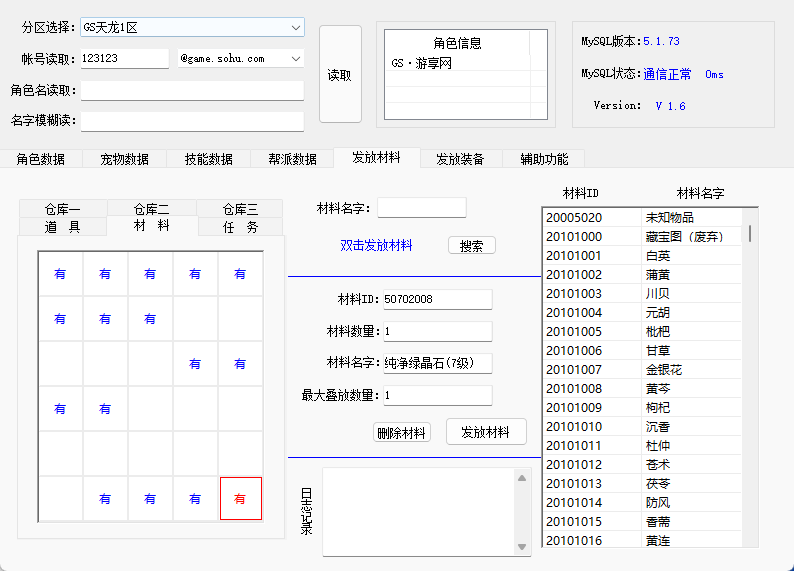 分区选择: GS天龙1区
帐号读取: 123123 @game.sohu.com
角色名读取:
名字模糊读:
读取
角色信息
GS·游享网
MySQL版本: 5.1.73
MySQL状态: 通信正常 0ms
Version: V 1.6
角色数据 宠物数据 技能数据 帮派数据 发放材料 发放装备 辅助功能
仓库一 仓库二 仓库三
道 具 材 料 任 务
有 有 有 有 有
有 有 有
有 有
有 有
有 有 有 有
材料名字:
双击发放材料 搜索
材料ID: 50702008
材料数量: 1
材料名字: 纯净绿晶石(7级)
最大叠放数量: 1
删除材料 发放材料
日志记录
材料ID 材料名字
20005020 未知物品
20101000 藏宝图（废弃）
20101001 白英
20101002 蒲黄
20101003 川贝
20101004 元胡
20101005 枇杷
20101006 甘草
20101007 金银花
20101008 黄芩
20101009 枸杞
20101010 沉香
20101011 杜仲
20101012 苍术
20101013 茯苓
20101014 防风
20101015 香薷
20101016 黄连